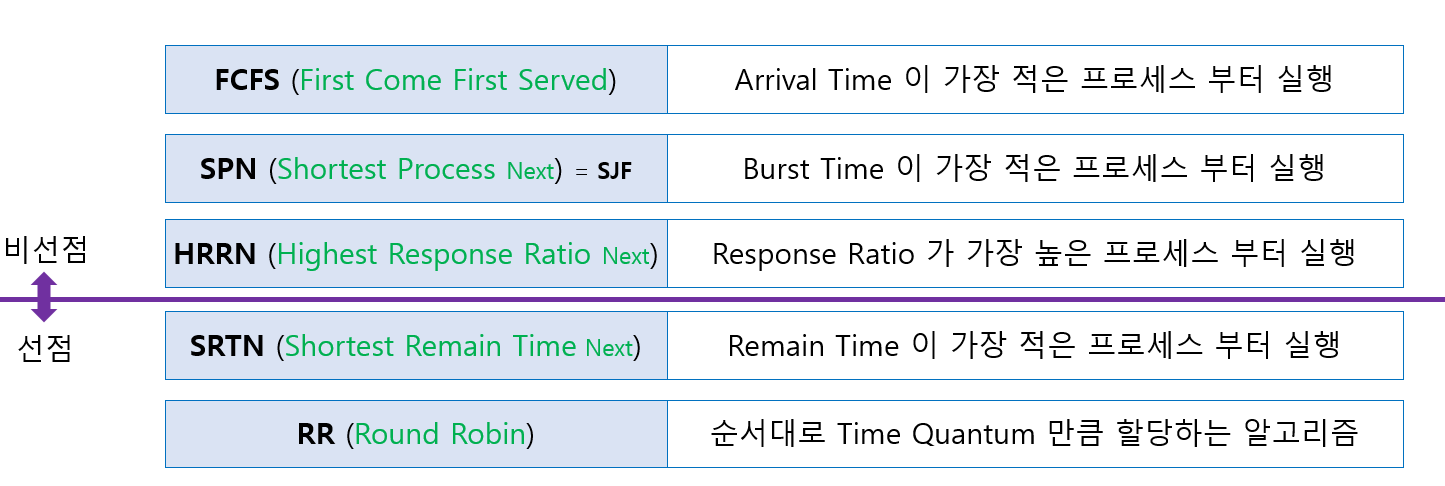 FCFS (First Come First Served)
Arrival Time 이 가장 적은 프로세스 부터 실행
SPN (Shortest Process Next) = SJF
Burst Time 이 가장 적은 프로세스 부터 실행
비선점
HRRN (Highest Response Ratio Next)
Response Ratio 가 가장 높은 프로세스 부터 실행
선점
SRTN (Shortest Remain Time Next)
Remain Time 이 가장 적은 프로세스 부터 실행
RR (Round Robin)
순서대로 Time Quantum 만큼 할당하는 알고리즘